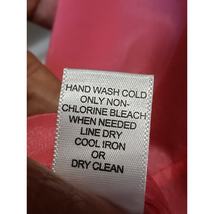 HAND WASH COLD
ONLY NON-
CHLORINE BLEACH
WHEN NEEDED
LINE DRY
COOL IRON
OR
DRY CLEAN